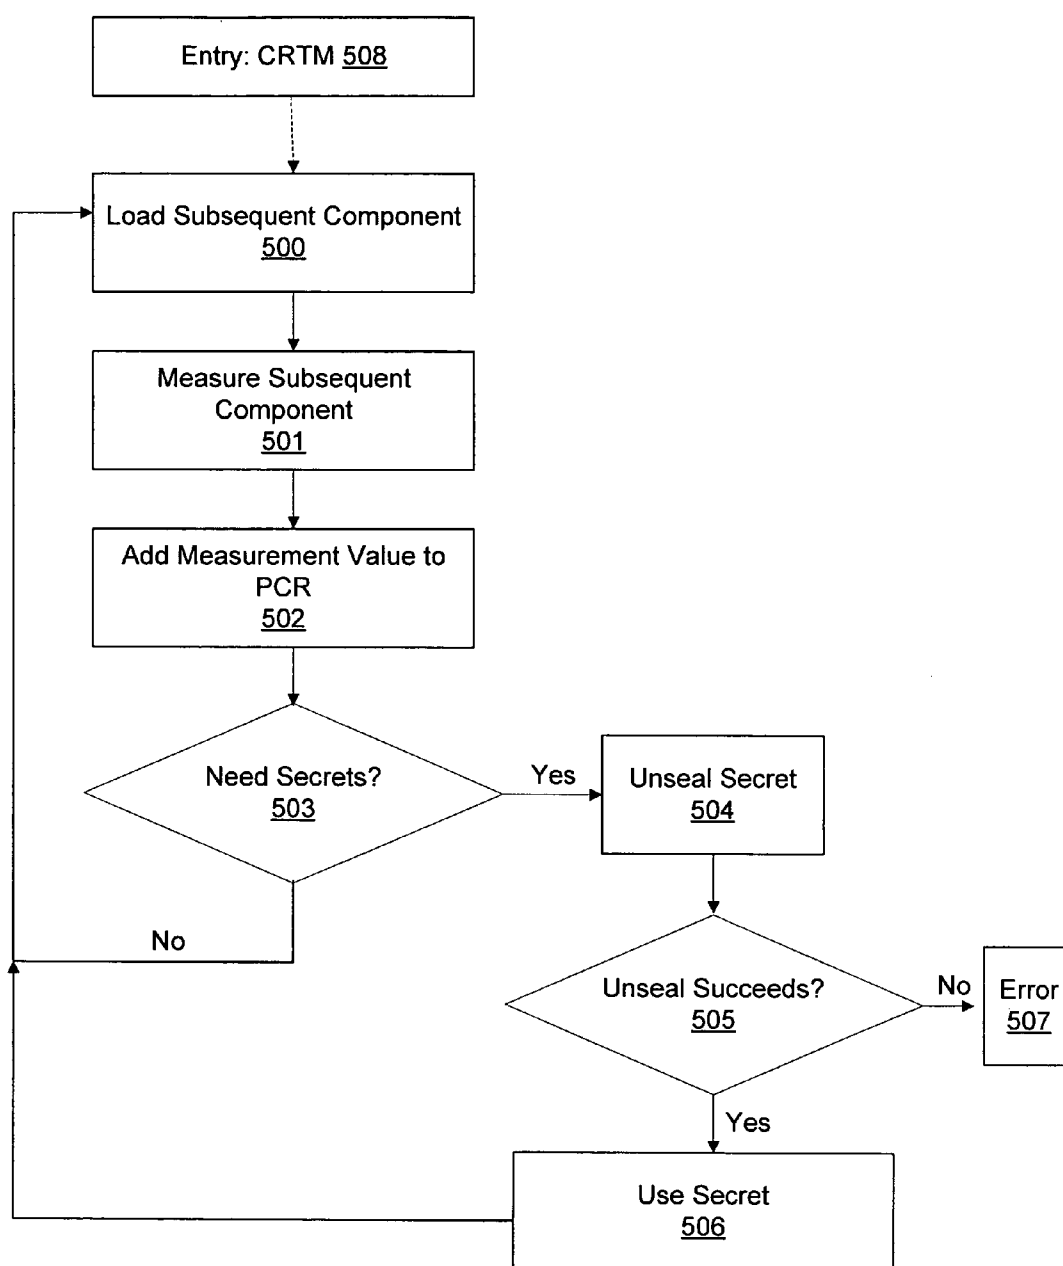 Entry: CRTM 508
Load Subsequent Component
500
Measure Subsequent
Component
501
Add Measurement Value to
PCR
502
Need Secrets?
503
Yes
Unseal Secret
504
No
Unseal Succeeds?
505
No
Error
507
Yes
Use Secret
506